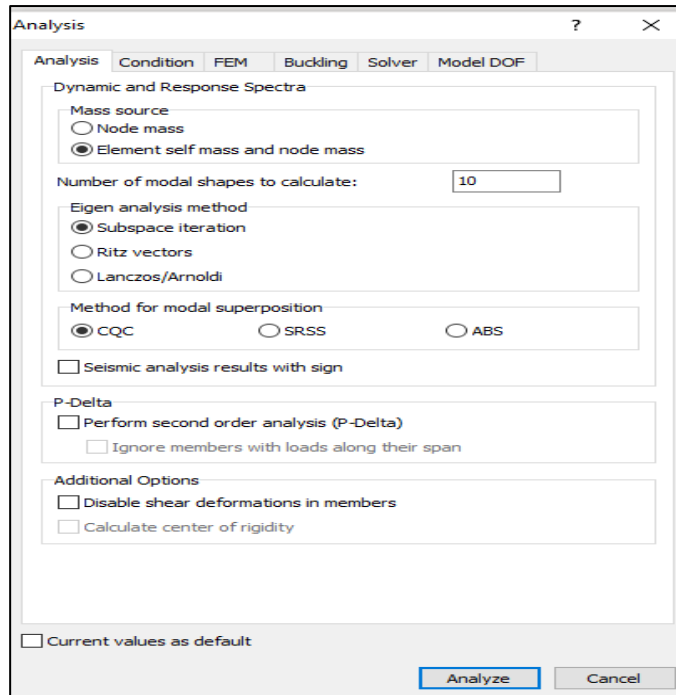 Analysis ?
Analysis Condition FEM Buckling Solver Model DOF
Dynamic and Response Spectra
Mass source
Node mass
Element self mass and node mass
Number of modal shapes to calculate: 10
Eigen analysis method
Subspace iteration
Ritz vectors
Lanczos/Arnoldi
Method for modal superposition
CQC SRSS ABS
Seismic analysis results with sign
P-Delta
Perform second order analysis (P-Delta)
Ignore members with loads along their span
Additional Options
Disable shear deformations in members
Calculate center of rigidity
Current values as default
Analyze Cancel